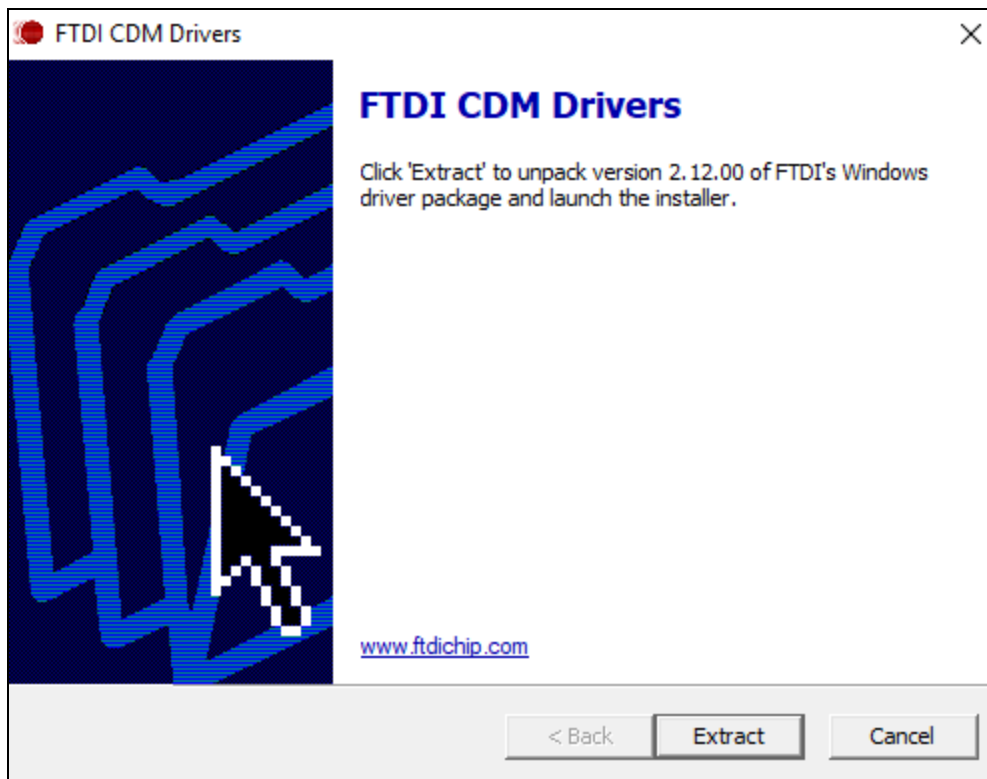 FTDI CDM Drivers
FTDI CDM Drivers
Click 'Extract' to unpack version 2.12.00 of FTDI's Windows
driver package and launch the installer.
www.ftdichip.com
< Back
Extract
Cancel